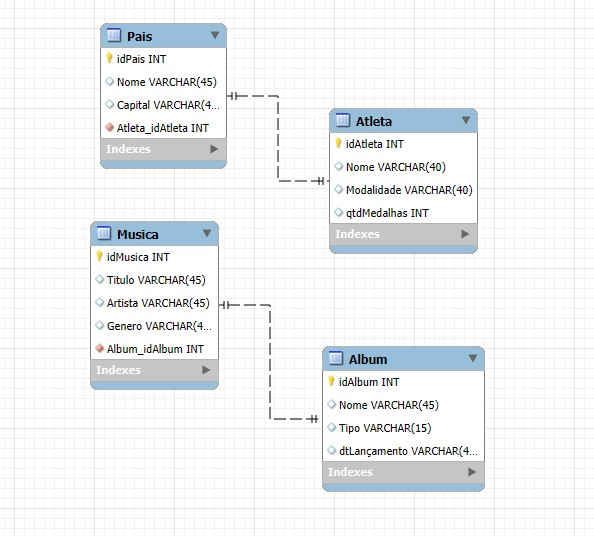 Pais
idPais INT
Nome VARCHAR(45)
Capital VARCHAR(4...
Atleta_idAtleta INT
Indexes
Atleta
idAtleta INT
Nome VARCHAR(40)
Modalidade VARCHAR(40)
qtdMedalhas INT
Indexes
Musica
idMusica INT
Titulo VARCHAR(45)
Artista VARCHAR(45)
Genero VARCHAR(4...
Album_idAlbum INT
Indexes
Album
idAlbum INT
Nome VARCHAR(45)
Tipo VARCHAR(15)
dtLançamento VARCHAR(4...
Indexes